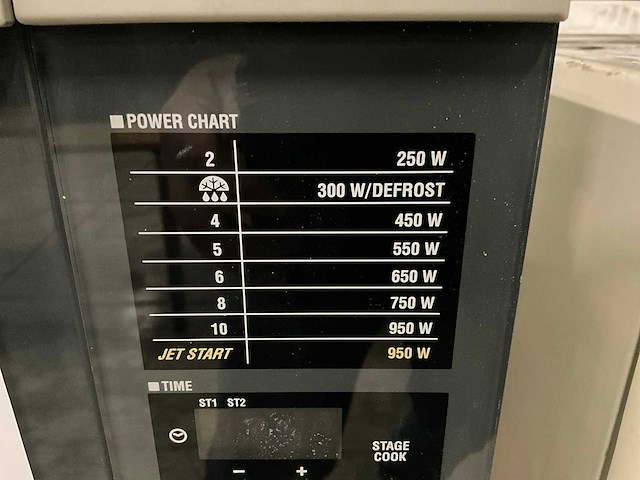 POWER CHART
2 250 W
300 W/DEFROST
4 450 W
5 550 W
6 650 W
8 750 W
10 950 W
JET START 950 W
TIME
ST1 ST2
STAGE
COOK
− +